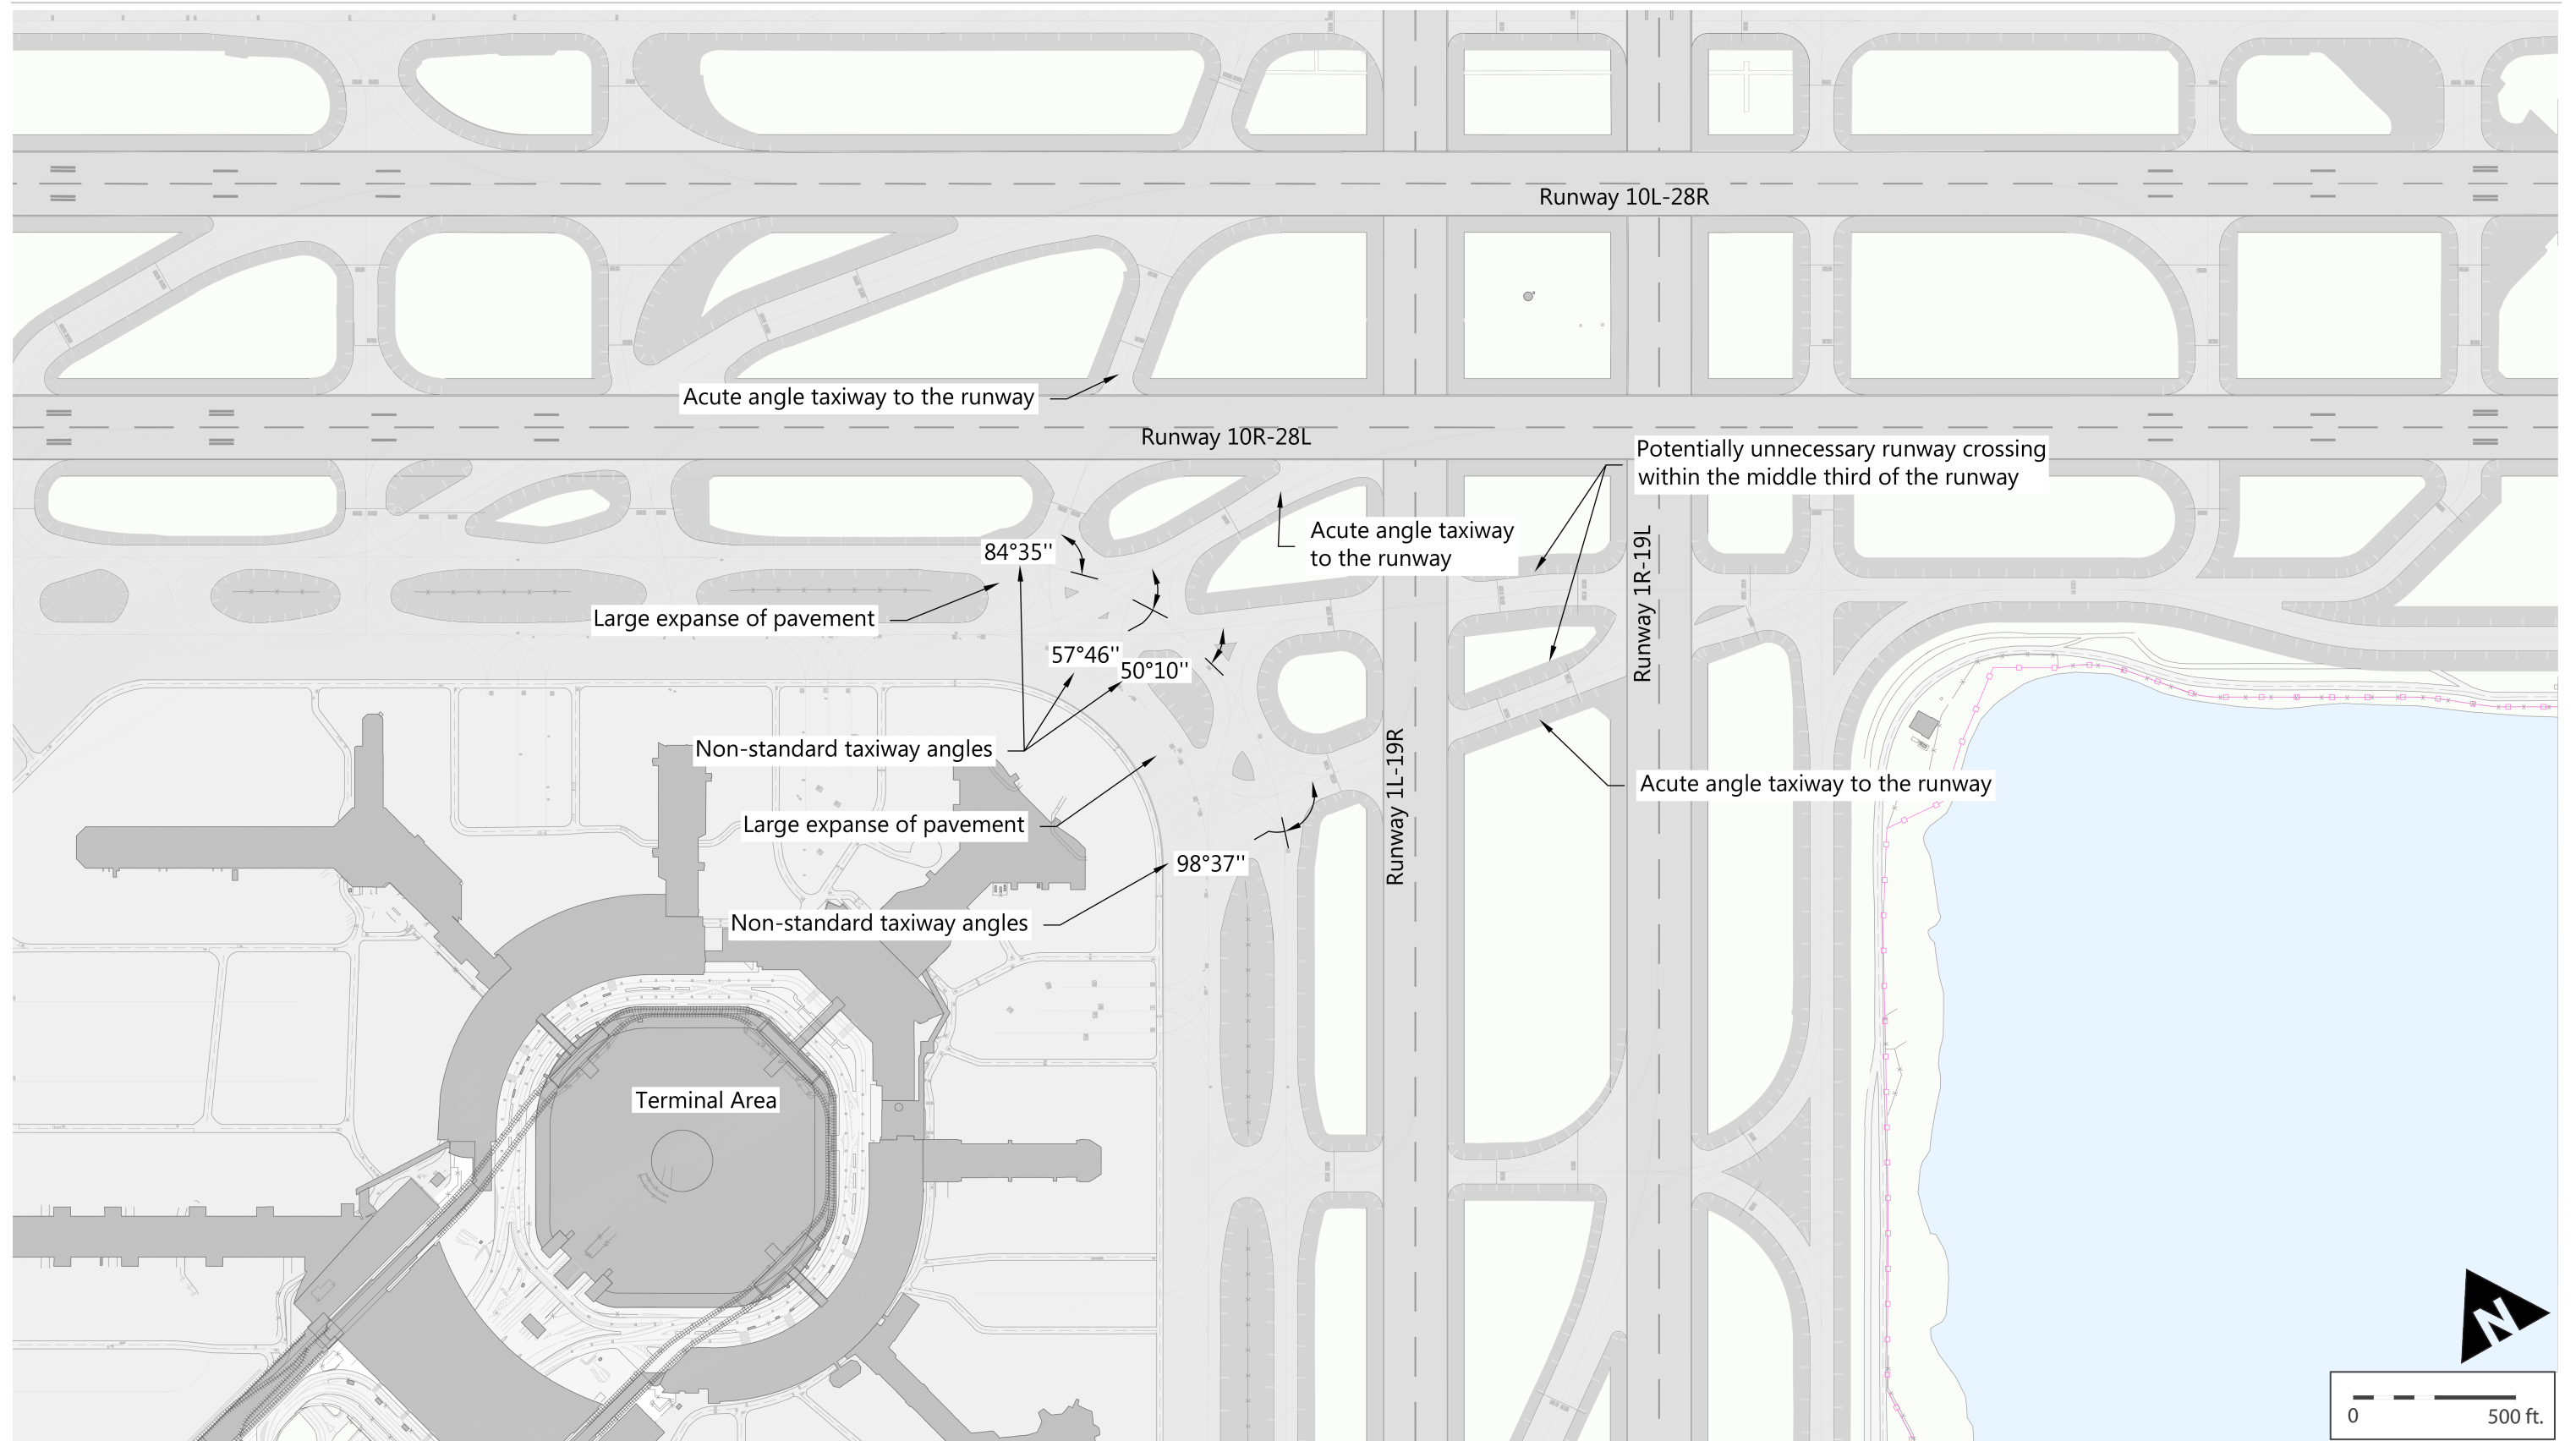 Runway 10L-28R
Acute angle taxiway to the runway
Runway 10R-28L
Potentially unnecessary runway crossing
within the middle third of the runway
Acute angle taxiway
to the runway
84°35''
Large expanse of pavement
Runway 1R-19L
57°46''
50°10''
Non-standard taxiway angles
Runway 1L-19R
Acute angle taxiway to the runway
Large expanse of pavement
98°37''
Non-standard taxiway angles
Terminal Area
N
0 500 ft.